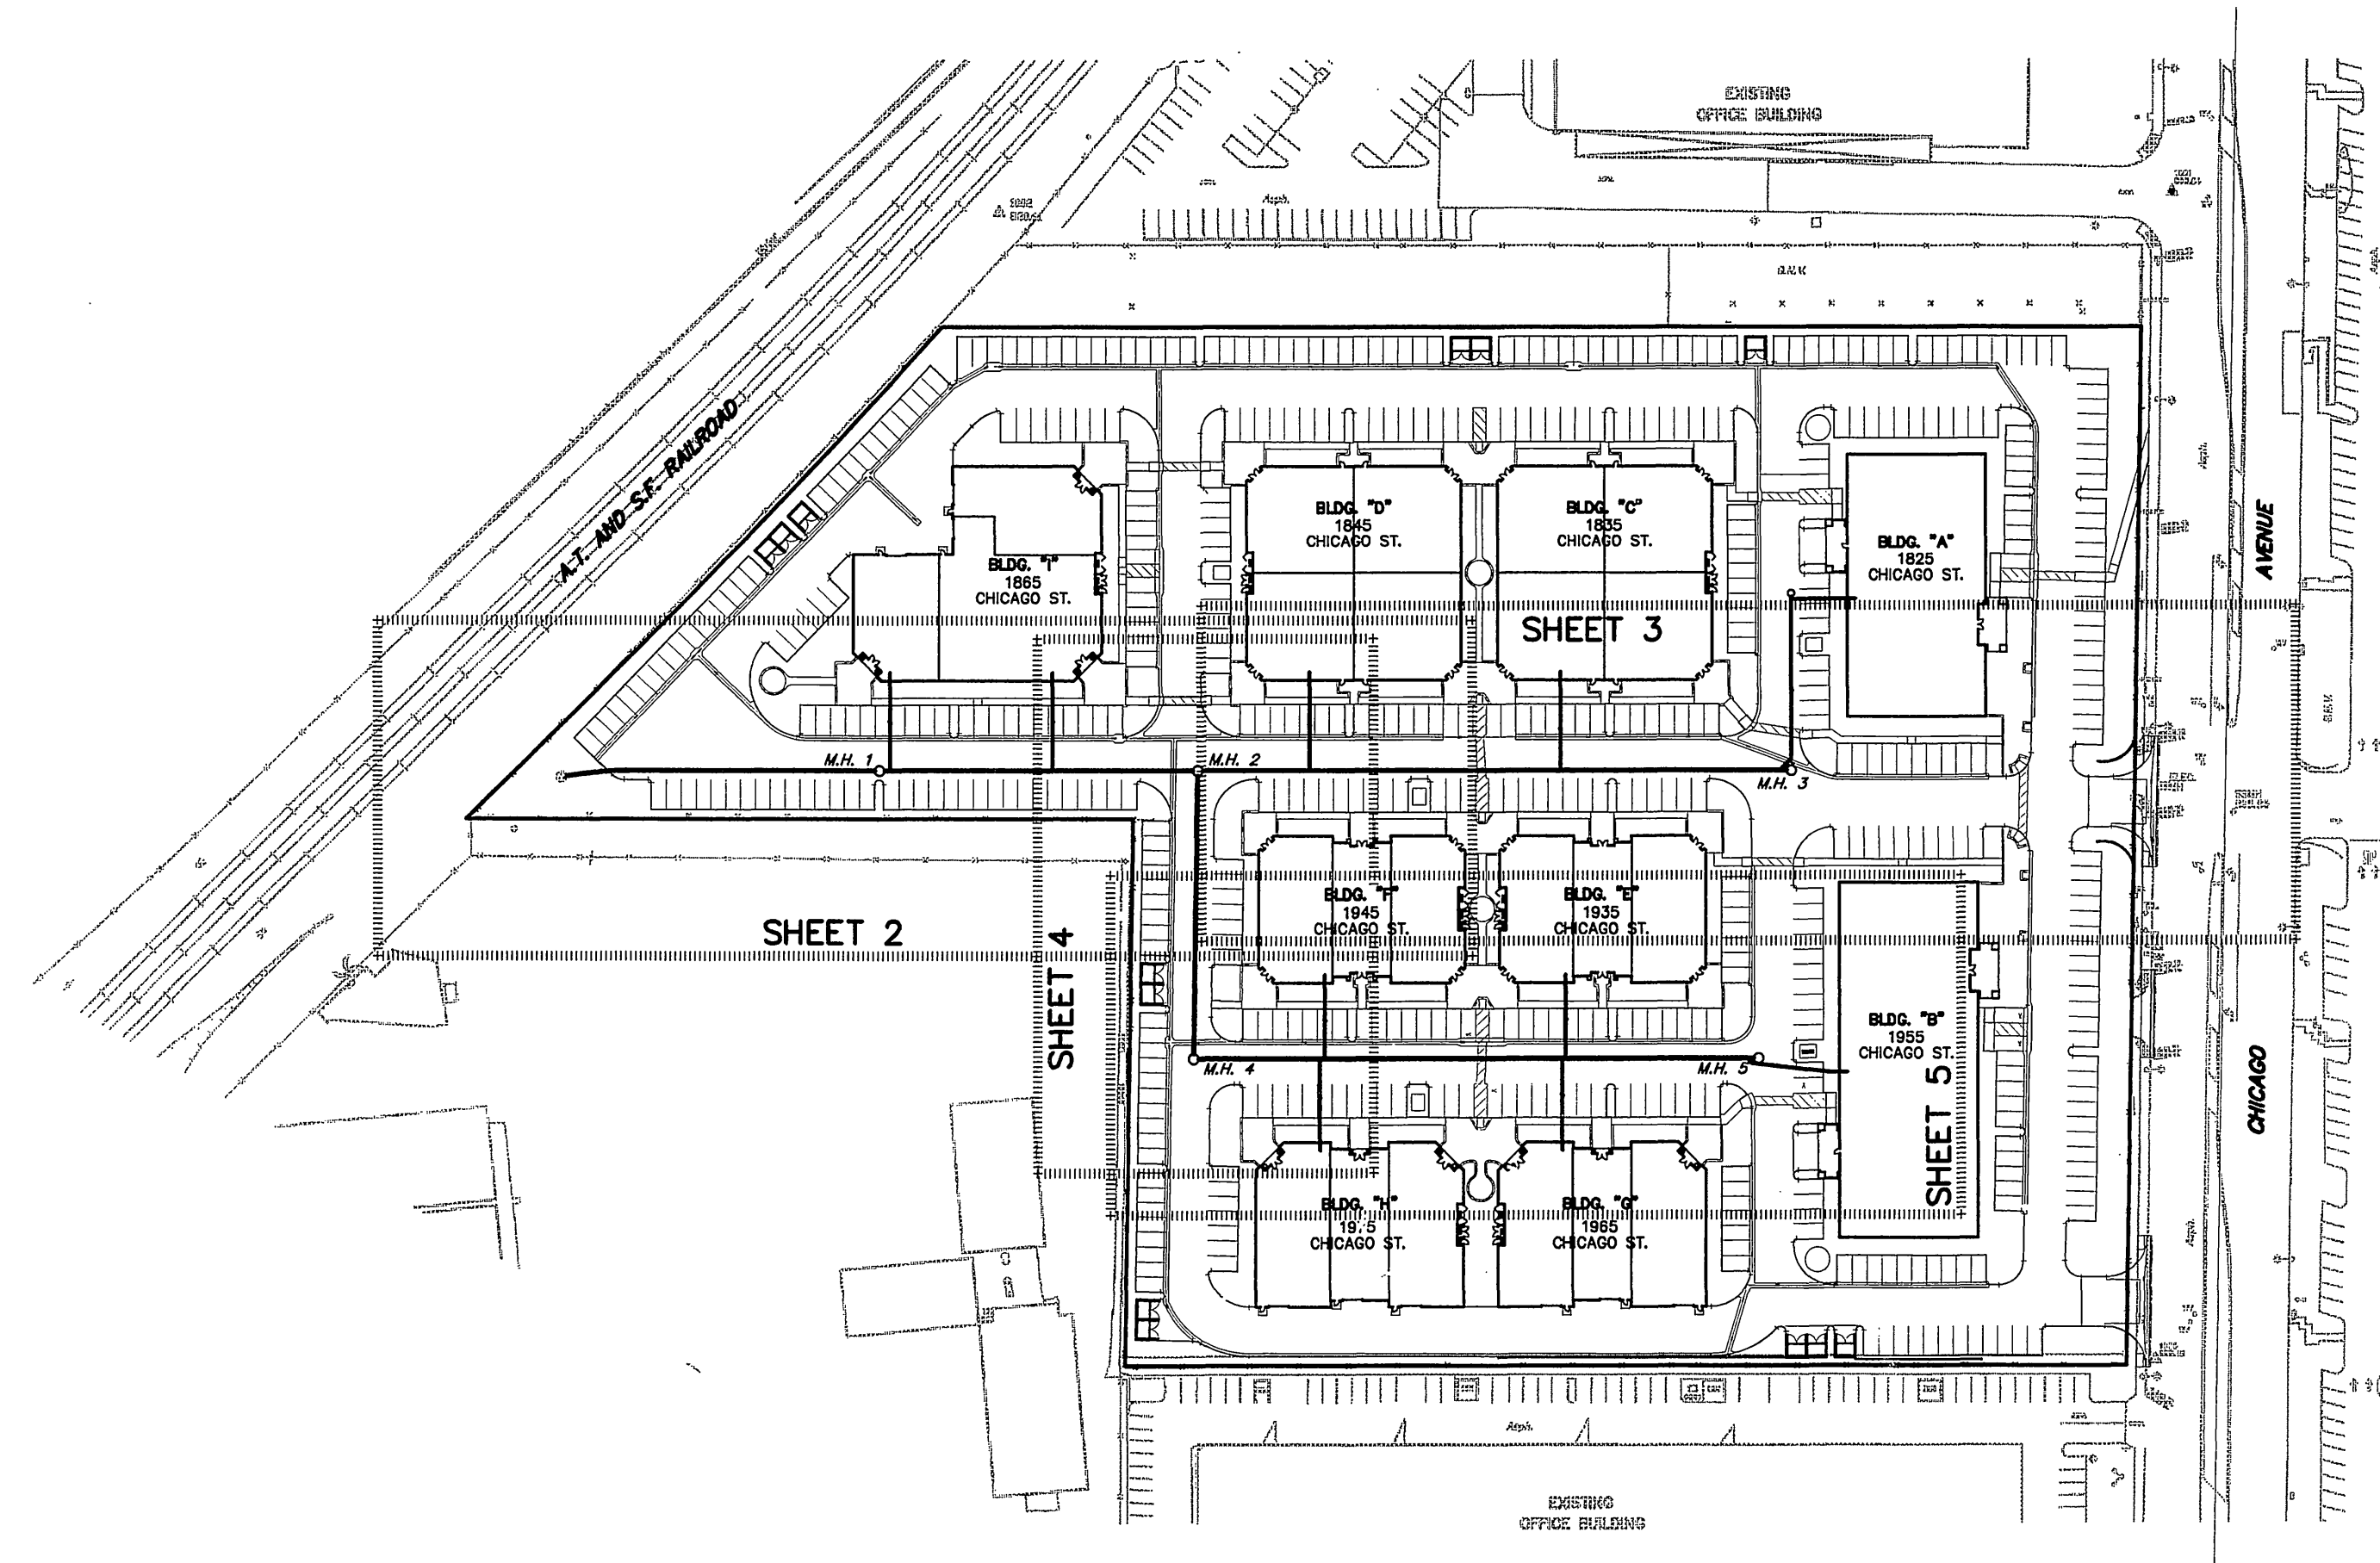 EXISTING
OFFICE BUILDING
Asph.
A.T. AND S.F. RAILROAD
BLDG. "D"
1845
CHICAGO ST.
BLDG. "C"
1835
CHICAGO ST.
BLDG. "A"
1825
CHICAGO ST.
BLDG. "I"
1865
CHICAGO ST.
AVENUE
SHEET 3
M.H. 1
M.H. 2
M.H. 3
BLDG. "F"
1945
CHICAGO ST.
BLDG. "E"
1935
CHICAGO ST.
SHEET 2
SHEET 4
BLDG. "B"
1955
CHICAGO ST.
M.H. 4
M.H. 5
SHEET 5
CHICAGO
BLDG. "H"
CHICAGO ST.
BLDG. "G"
1965
CHICAGO ST.
Asph.
Asph.
EXISTING
OFFICE BUILDING